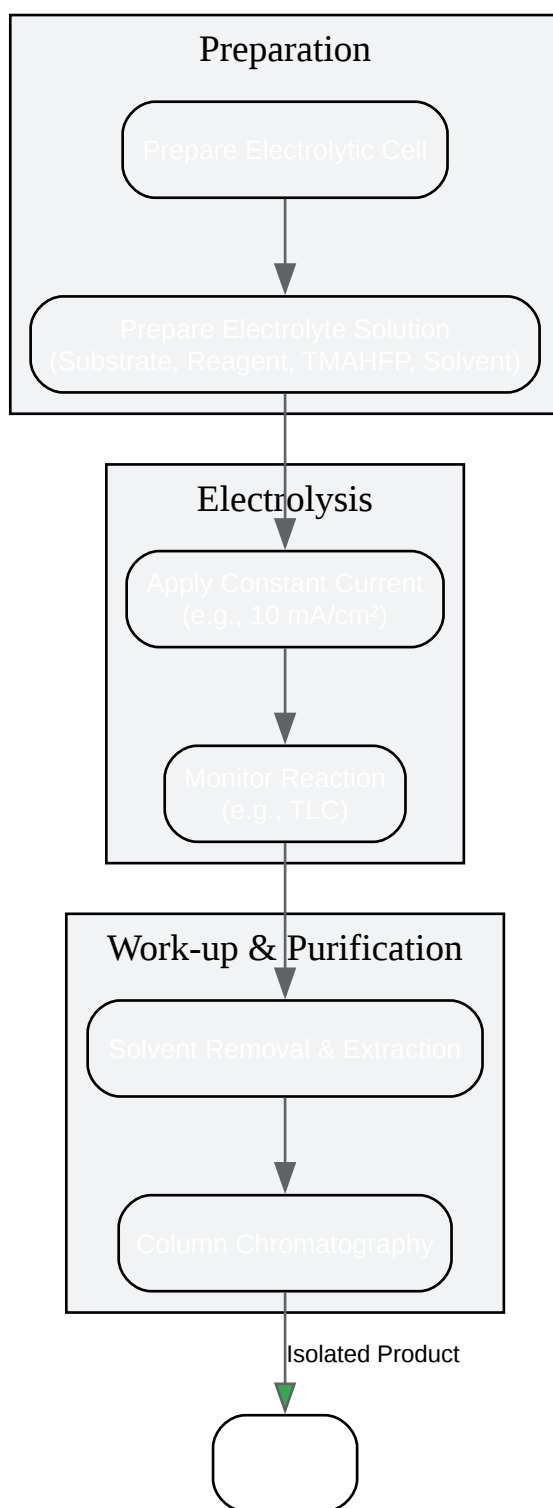 Preparation
Prepare Electrolytic Cell
Prepare Electrolyte Solution
(Substrate, Reagent, TMAHFP, Solvent)
Electrolysis
Apply Constant Current
(e.g., 10 mA/cm²)
Monitor Reaction
(e.g., TLC)
Work-up & Purification
Solvent Removal & Extraction
Column Chromatography
Isolated Product